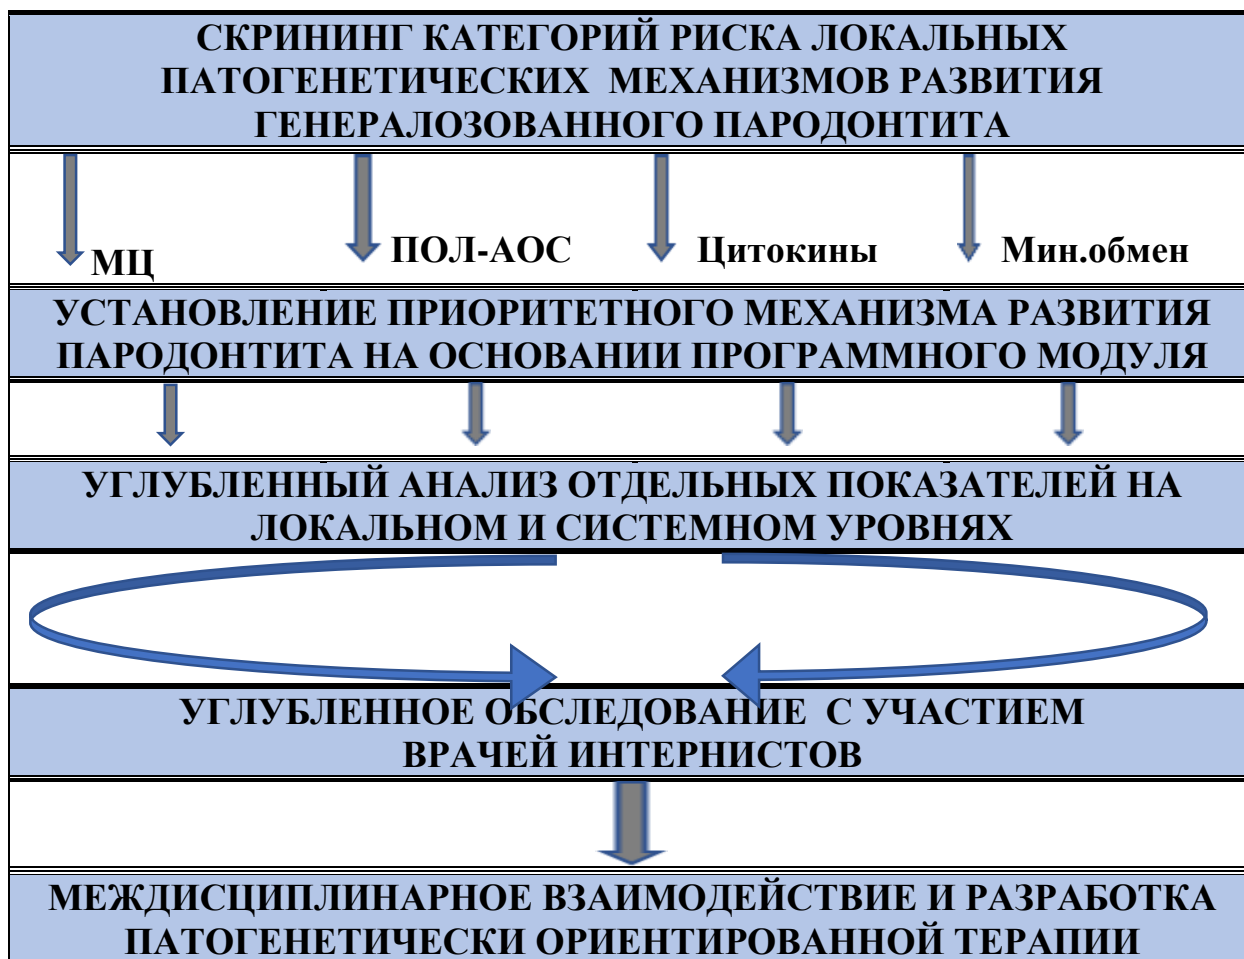 СКРИНИНГ КАТЕГОРИЙ РИСКА ЛОКАЛЬНЫХ
ПАТОГЕНЕТИЧЕСКИХ МЕХАНИЗМОВ РАЗВИТИЯ
ГЕНЕРАЛОЗОВАННОГО ПАРОДОНТИТА
МЦ ПОЛ-АОС Цитокины Мин.обмен
УСТАНОВЛЕНИЕ ПРИОРИТЕТНОГО МЕХАНИЗМА РАЗВИТИЯ
ПАРОДОНТИТА НА ОСНОВАНИИ ПРОГРАММНОГО МОДУЛЯ
УГЛУБЛЕННЫЙ АНАЛИЗ ОТДЕЛЬНЫХ ПОКАЗАТЕЛЕЙ НА
ЛОКАЛЬНОМ И СИСТЕМНОМ УРОВНЯХ
УГЛУБЛЕННОЕ ОБСЛЕДОВАНИЕ С УЧАСТИЕМ
ВРАЧЕЙ ИНТЕРНИСТОВ
МЕЖДИСЦИПЛИНАРНОЕ ВЗАИМОДЕЙСТВИЕ И РАЗРАБОТКА
ПАТОГЕНЕТИЧЕСКИ ОРИЕНТИРОВАННОЙ ТЕРАПИИ